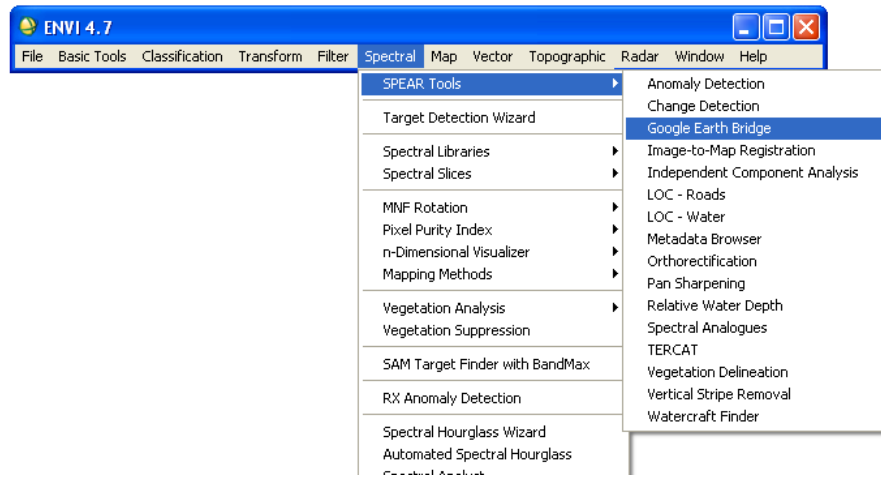 ENVI 4.7
File Basic Tools Classification Transform Filter Spectral Map Vector Topographic Radar Window Help
SPEAR Tools
Target Detection Wizard
Spectral Libraries
Spectral Slices
MNF Rotation
Pixel Purity Index
n-Dimensional Visualizer
Mapping Methods
Vegetation Analysis
Vegetation Suppression
SAM Target Finder with BandMax
RX Anomaly Detection
Spectral Hourglass Wizard
Automated Spectral Hourglass
Anomaly Detection
Change Detection
Google Earth Bridge
Image-to-Map Registration
Independent Component Analysis
LOC - Roads
LOC - Water
Metadata Browser
Orthorectification
Pan Sharpening
Relative Water Depth
Spectral Analogues
TERCAT
Vegetation Delineation
Vertical Stripe Removal
Watercraft Finder